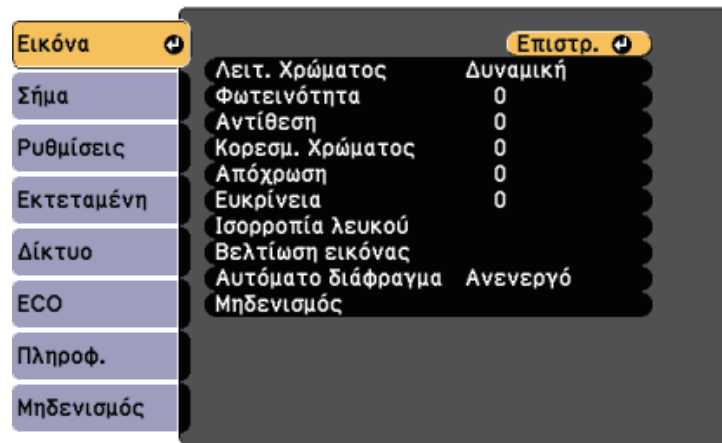 Εικόνα
Σήμα
Ρυθμίσεις
Εκτεταμένη
Δίκτυο
ECO
Πληροφ.
Μηδενισμός
Επιστρ.
Λειτ. Χρώματος Δυναμική
Φωτεινότητα 0
Αντίθεση 0
Κορεσμ. Χρώματος 0
Απόχρωση 0
Ευκρίνεια 0
Ισορροπία λευκού
Βελτίωση εικόνας
Αυτόματο διάφραγμα Ανενεργό
Μηδενισμός